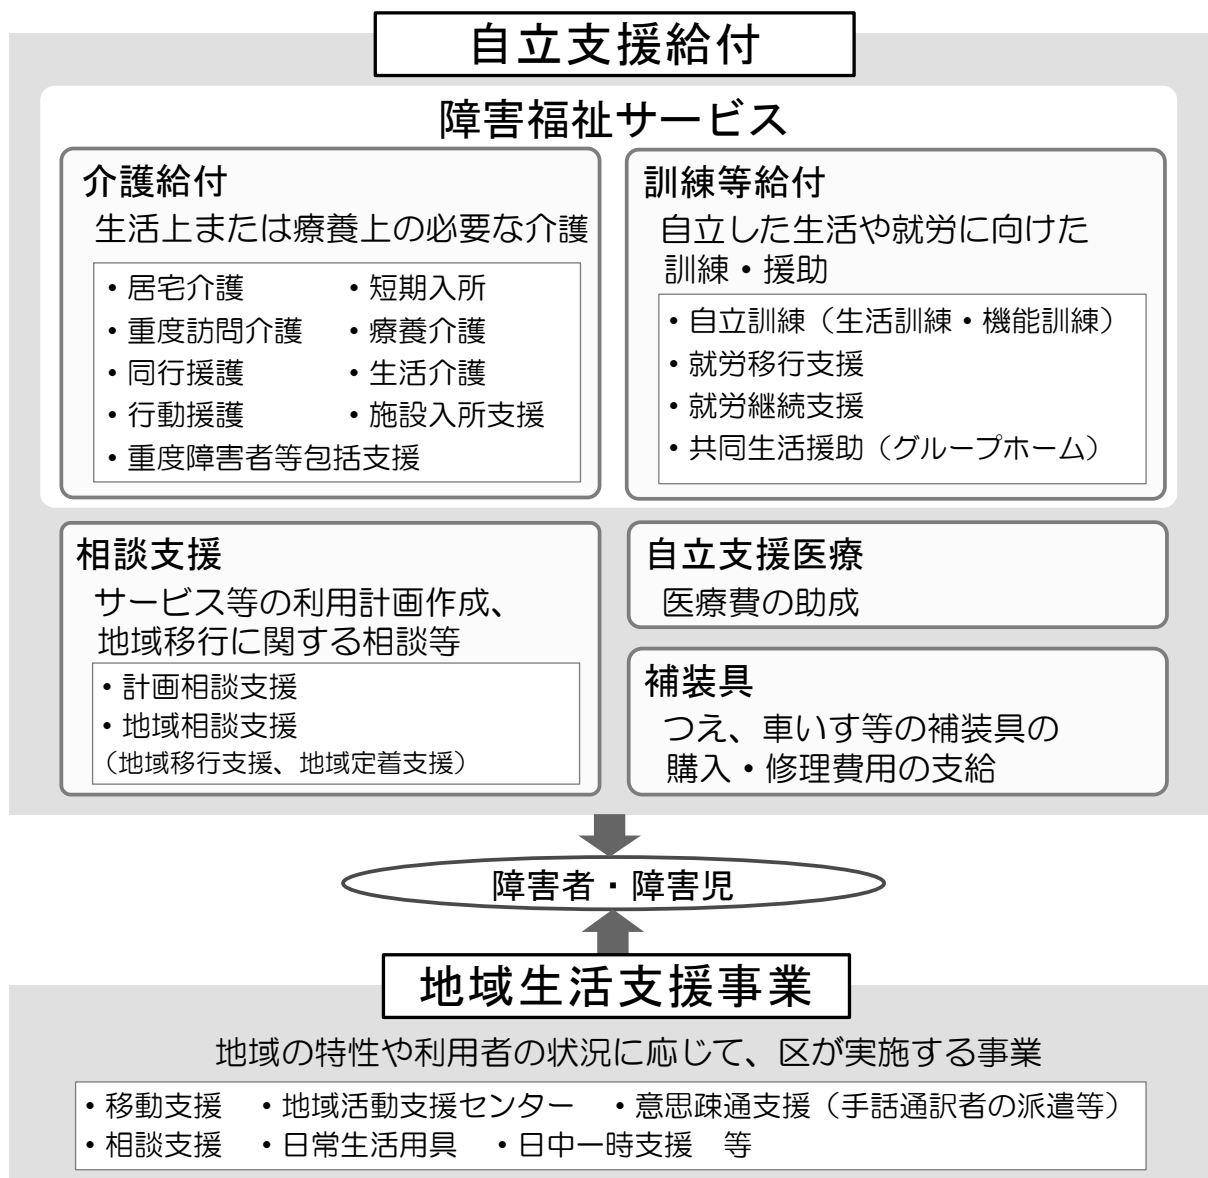 自立支援給付
障害福祉サービス
介護給付
生活上または療養上の必要な介護
・居宅介護
・重度訪問介護
・同行援護
・行動援護
・重度障害者等包括支援
・短期入所
・療養介護
・生活介護
・施設入所支援
訓練等給付
自立した生活や就労に向けた
訓練・援助
・自立訓練（生活訓練・機能訓練）
・就労移行支援
・就労継続支援
・共同生活援助（グループホーム）
相談支援
サービス等の利用計画作成、
地域移行に関する相談等
・計画相談支援
・地域相談支援
（地域移行支援、地域定着支援）
自立支援医療
医療費の助成
補装具
つえ、車いす等の補装具の
購入・修理費用の支給
障害者・障害児
地域生活支援事業
地域の特性や利用者の状況に応じて、区が実施する事業
・移動支援　・地域活動支援センター　・意思疎通支援（手話通訳者の派遣等）
・相談支援　・日常生活用具　・日中一時支援　等